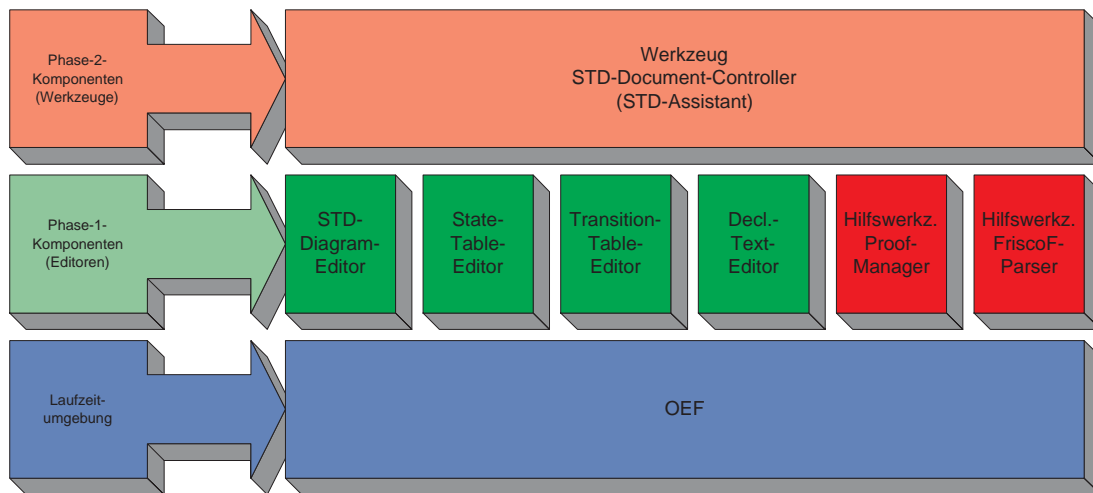 Phase-2-
Komponenten
(Werkzeuge)
Werkzeug
STD-Document-Controller
(STD-Assistant)
Phase-1-
Komponenten
(Editoren)
STD-
Diagram-
Editor
State-
Table-
Editor
Transition-
Table-
Editor
Decl.-
Text-
Editor
Hilfswerkz.
Proof-
Manager
Hilfswerkz.
FriscoF-
Parser
Laufzeit-
umgebung
OEF